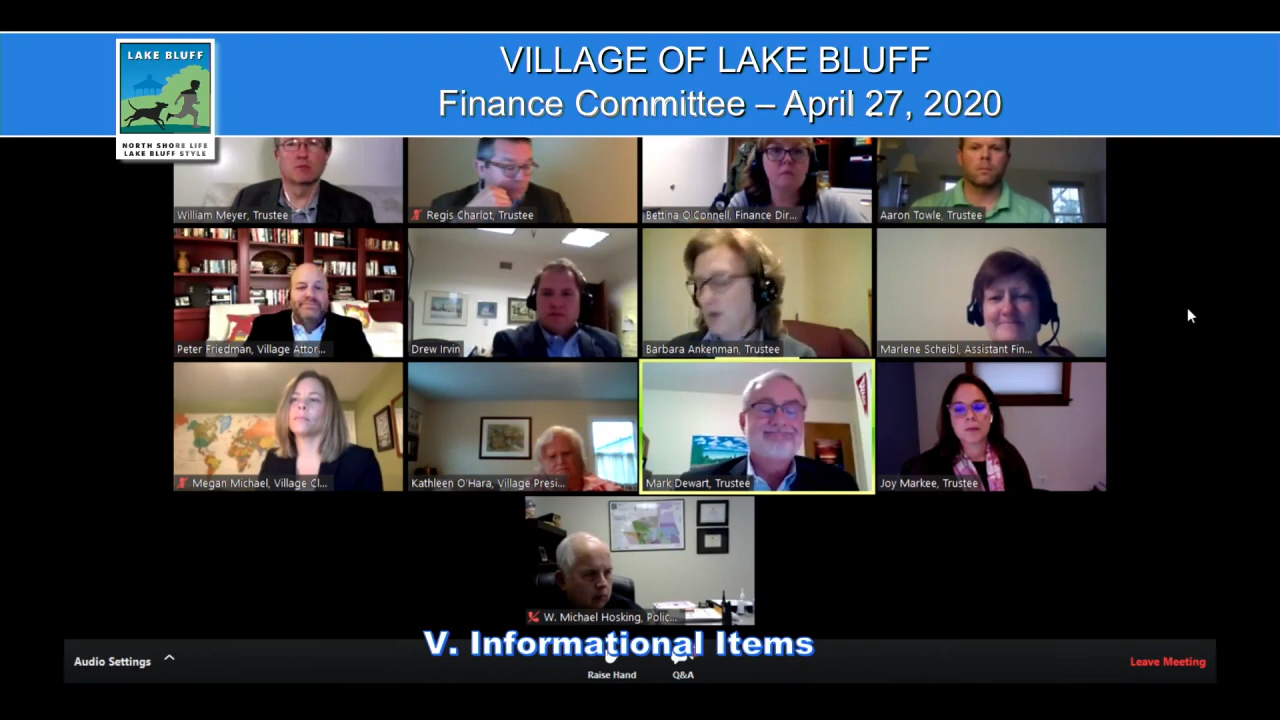 LAKE BLUFF
NORTH SHORE LIFE
LAKE BLUFF STYLE
VILLAGE OF LAKE BLUFF
Finance Committee – April 27, 2020
William Meyer, Trustee
Regis Charlot, Trustee
Bettina O'Connell, Finance Dir...
Aaron Towle, Trustee
Peter Friedman, Village Attor...
Drew Irvin
Barbara Ankenman, Trustee
Marlene Scheibl, Assistant Fin...
Megan Michael, Village Cl...
Kathleen O'Hara, Village Presi...
Mark Dewart, Trustee
Joy Markee, Trustee
W. Michael Hosking, Polic...
V. Informational Items
Audio Settings
Raise Hand
Q&A
Leave Meeting